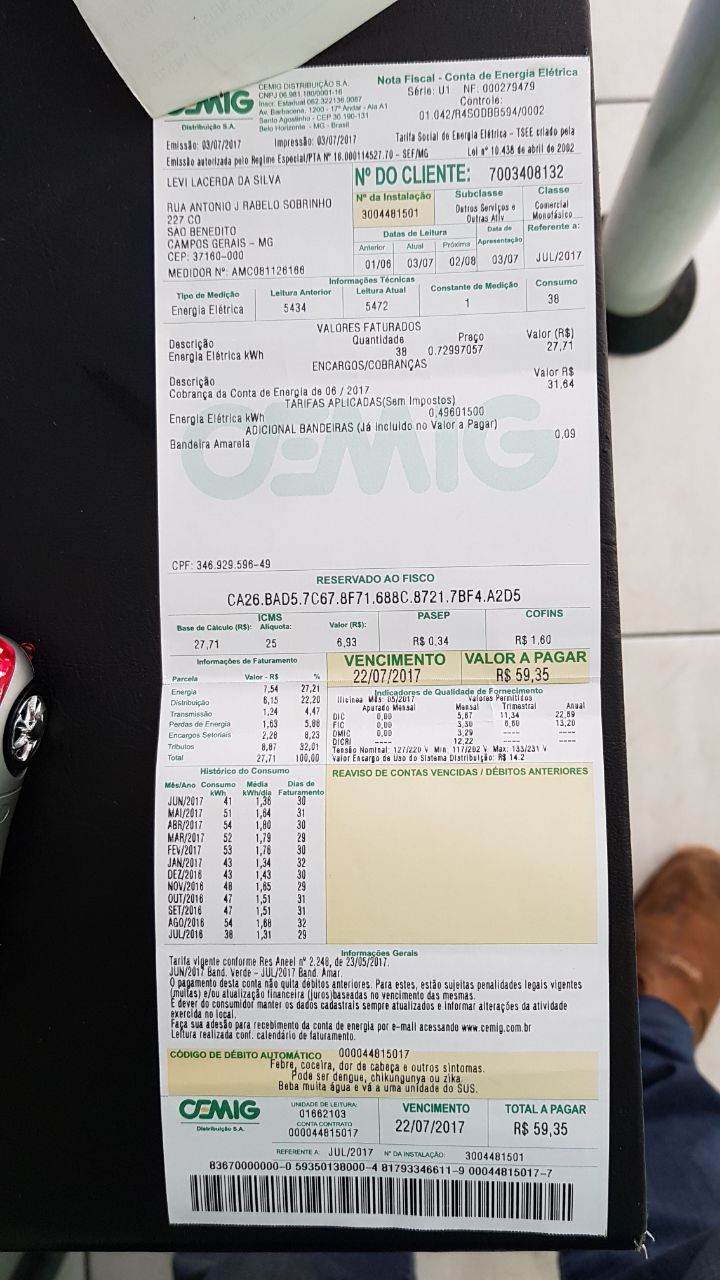 CEMIG
Distribuição S.A.
CEMIG DISTRIBUIÇÃO S.A.
CNPJ 06.981.180/0001-16
Inscr. Estadual 062.322136.0087
Av. Barbacena, 1200 - 17º Andar - Ala A1
Santo Agostinho - CEP 30.190-131
Belo Horizonte - MG - Brasil
Nota Fiscal - Conta de Energia Elétrica
Série: U1 NF: 000279479
Controle:
01.042/R4SODBB594/0002
Emissão: 03/07/2017 Impressão: 03/07/2017
Tarifa Social de Energia Elétrica - TSEE criado pela
Emissão autorizada pelo Regime Especial/PTA Nº 16.000114527.70 - SEF/MG
Lei nº 10.438 de abril de 2002
LEVI LACERDA DA SILVA
RUA ANTONIO J RABELO SOBRINHO
227 CO
SAO BENEDITO
CAMPOS GERAIS - MG
CEP: 37160-000
MEDIDOR Nº: AMC081126166
Nº DO CLIENTE: 7003408132
Nº da Instalação Subclasse Classe
3004481501 Outros Serviços e Outras Ativ Comercial Monofásico
Datas de Leitura Data de Apresentação Referente a:
Anterior Atual Próxima
01/06 03/07 02/08 03/07 JUL/2017
Informações Técnicas
Tipo de Medição Leitura Anterior Leitura Atual Constante de Medição Consumo
Energia Elétrica 5434 5472 1 38
VALORES FATURADOS
Descrição Quantidade Preço Valor (R$)
Energia Elétrica kWh 38 0.72997057 27,71
ENCARGOS/COBRANÇAS
Descrição Valor R$
Cobrança da Conta de Energia de 06 / 2017 31,64
TARIFAS APLICADAS(Sem Impostos)
Energia Elétrica kWh 0,49601500
ADICIONAL BANDEIRAS (Já incluído no Valor a Pagar)
Bandeira Amarela 0,09
CEMIG
CPF: 346.929.596-49
RESERVADO AO FISCO
CA26.BAD5.7C67.8F71.688C.8721.7BF4.A2D5
ICMS PASEP COFINS
Base de Cálculo (R$): Alíquota: Valor (R$):
27,71 25 6,93 R$ 0,34 R$ 1,60
Informações de Faturamento
Parcela Valor - R$ %
Energia 7,54 27,21
Distribuição 6,15 22,20
Transmissão 1,24 4,47
Perdas de Energia 1,63 5,88
Encargos Setoriais 2,28 8,23
Tributos 8,87 32,01
Total 27,71 100,00
VENCIMENTO VALOR A PAGAR
22/07/2017 R$ 59,35
Indicadores de Qualidade de Fornecimento
Ilicinea Mês: 05/2017 Valores Permitidos
Apurado Mensal Mensal Trimestral Anual
DIC 0,00 5,67 11,34 22,69
FIC 0,00 3,30 6,60 13,20
DMIC 0,00 3,29 ---- ----
DICRI ---- 12,22 ---- ----
Tensão Nominal: 127/220 V Min: 117/202 V Max: 133/231 V
Valor Encargo de Uso do Sistema Distribuição: R$ 14.2
Histórico do Consumo
Mês/Ano Consumo kWh Média kWh/dia Dias de Faturamento
JUN/2017 41 1,36 30
MAI/2017 51 1,64 31
ABR/2017 54 1,80 30
MAR/2017 52 1,79 29
FEV/2017 53 1,76 30
JAN/2017 43 1,34 32
DEZ/2016 43 1,43 30
NOV/2016 48 1,65 29
OUT/2016 47 1,51 31
SET/2016 47 1,51 31
AGO/2016 54 1,68 32
JUL/2016 38 1,31 29
REAVISO DE CONTAS VENCIDAS / DÉBITOS ANTERIORES
Informações Gerais
Tarifa vigente conforme Res Aneel nº 2.248, de 23/05/2017.
JUN/2017 Band. Verde - JUL/2017 Band. Amar.
O pagamento desta conta não quita débitos anteriores. Para estes, estão sujeitas penalidades legais vigentes
(multas) e/ou atualização financeira (juros)baseadas no vencimento das mesmas.
É dever do consumidor manter os dados cadastrais sempre atualizados e informar alterações da atividade
exercida no local.
Faça sua adesão para recebimento da conta de energia por e-mail acessando www.cemig.com.br
Leitura realizada conf. calendário de faturamento.
CÓDIGO DE DÉBITO AUTOMÁTICO 000044815017
Febre, coceira, dor de cabeça e outros sintomas.
Pode ser dengue, chikungunya ou zika.
Beba muita água e vá a uma unidade do SUS.
CEMIG
Distribuição S.A.
UNIDADE DE LEITURA:
01662103
CONTA CONTRATO
000044815017
VENCIMENTO
22/07/2017
TOTAL A PAGAR
R$ 59,35
REFERENTE A: JUL/2017 Nº DA INSTALAÇÃO: 3004481501
83670000000-0 59350138000-4 81793346611-9 00044815017-7